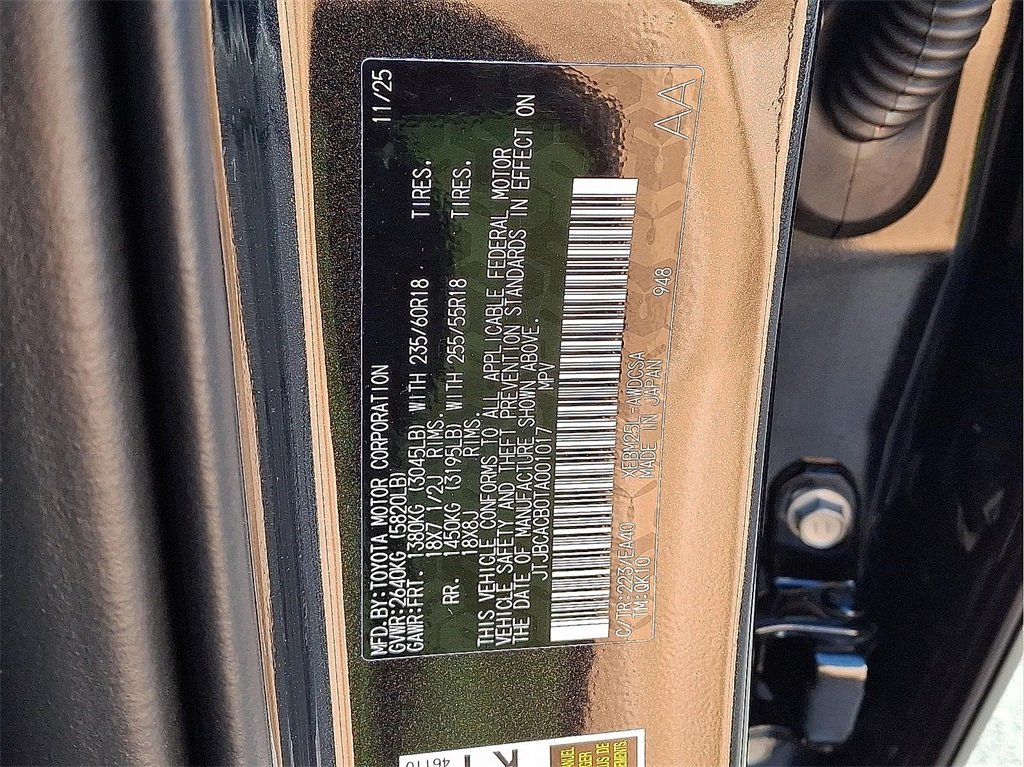 MFD.BY:TOYOTA MOTOR CORPORATION 11/25
GVWR:2640KG (5820LB)
GAWR:FRT. 1380KG (3045LB) WITH 235/60R18 TIRES.
18X7 1/2J RIMS.
RR. 1450KG (3195LB) WITH 255/55R18 TIRES.
18X8J RIMS.
THIS VEHICLE CONFORMS TO ALL APPLICABLE FEDERAL MOTOR
VEHICLE SAFETY AND THEFT PREVENTION STANDARDS IN EFFECT ON
THE DATE OF MANUFACTURE SHOWN ABOVE.
JTJBCACB0TA001017 MPV
C/TR:223/EA40 XEBM25L-AWDCSA 948
TM:QK10 MADE IN JAPAN
AA
46110